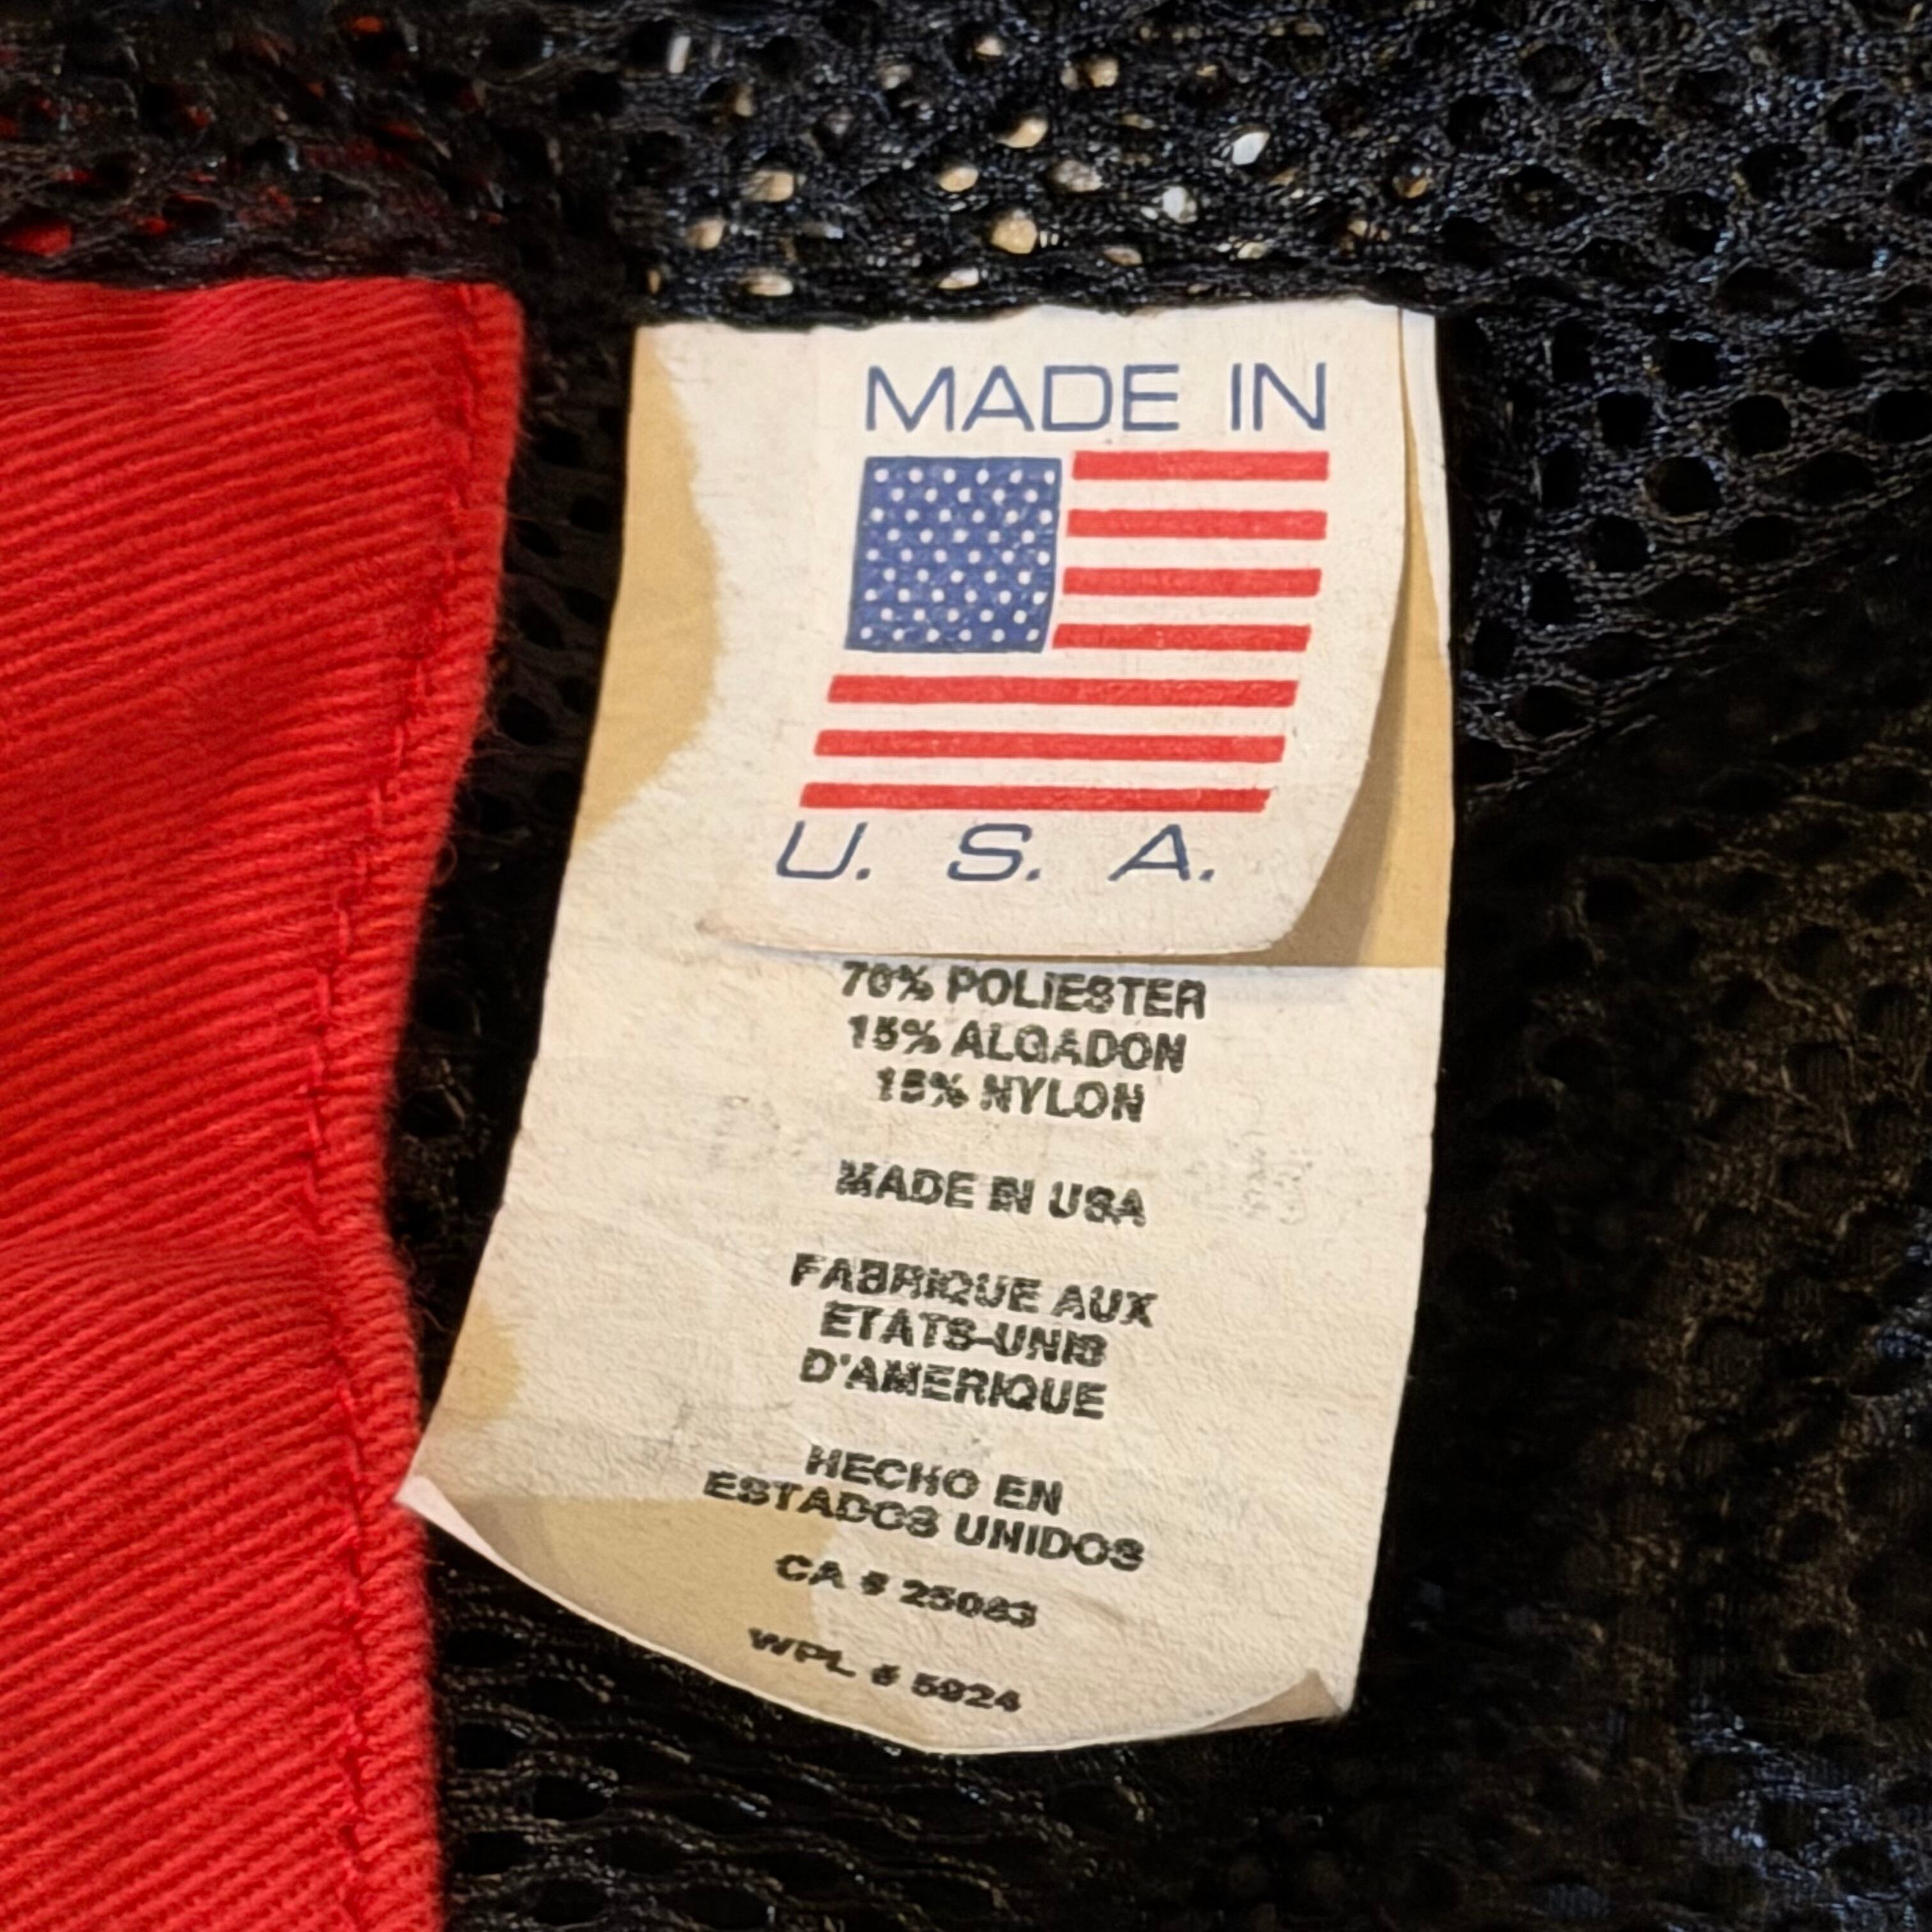 MADE IN
U. S. A.
70% POLIESTER
15% ALGADON
15% NYLON
MADE IN USA
FABRIQUE AUX
ETATS-UNIS
D'AMERIQUE
HECHO EN
ESTADOS UNIDOS
CA # 25083
WPL # 5924